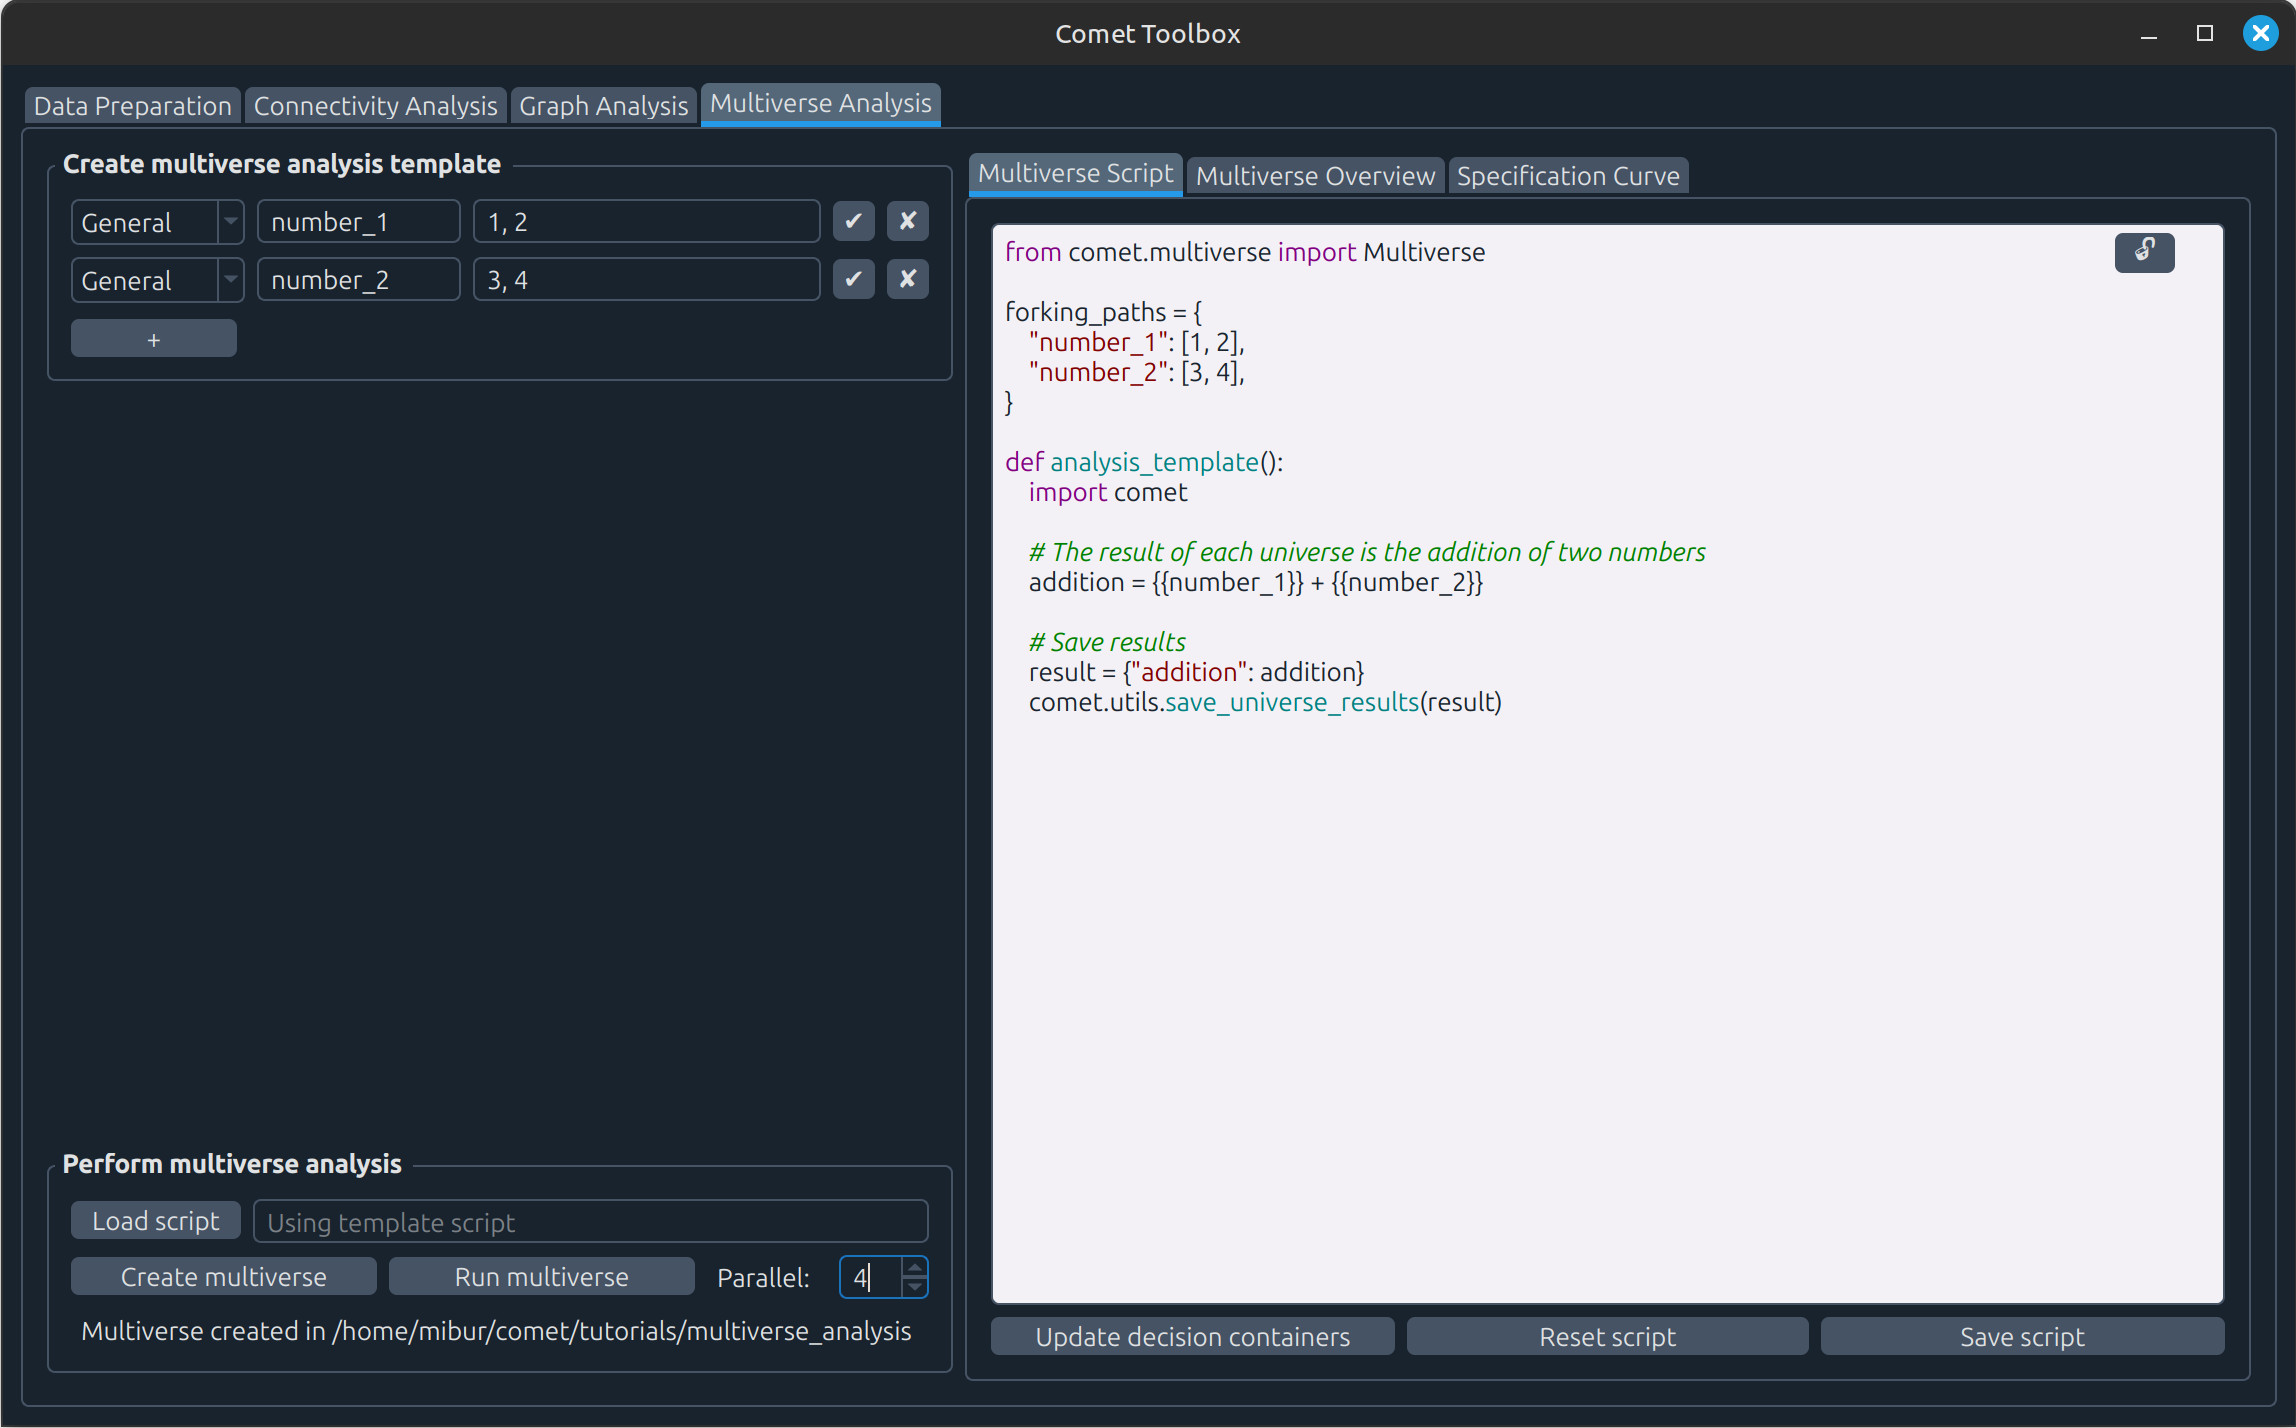 Comet Toolbox
Data Preparation
Connectivity Analysis
Graph Analysis
Multiverse Analysis
Create multiverse analysis template
General
number_1
1, 2
General
number_2
3, 4
+
Perform multiverse analysis
Load script
Using template script
Create multiverse
Run multiverse
Parallel:
4
Multiverse created in /home/mibur/comet/tutorials/multiverse_analysis
Multiverse Script
Multiverse Overview
Specification Curve
from comet.multiverse import Multiverse
forking_paths = {
    "number_1": [1, 2],
    "number_2": [3, 4],
}
def analysis_template():
    import comet
    # The result of each universe is the addition of two numbers
    addition = {{number_1}} + {{number_2}}
    # Save results
    result = {"addition": addition}
    comet.utils.save_universe_results(result)
Update decision containers
Reset script
Save script